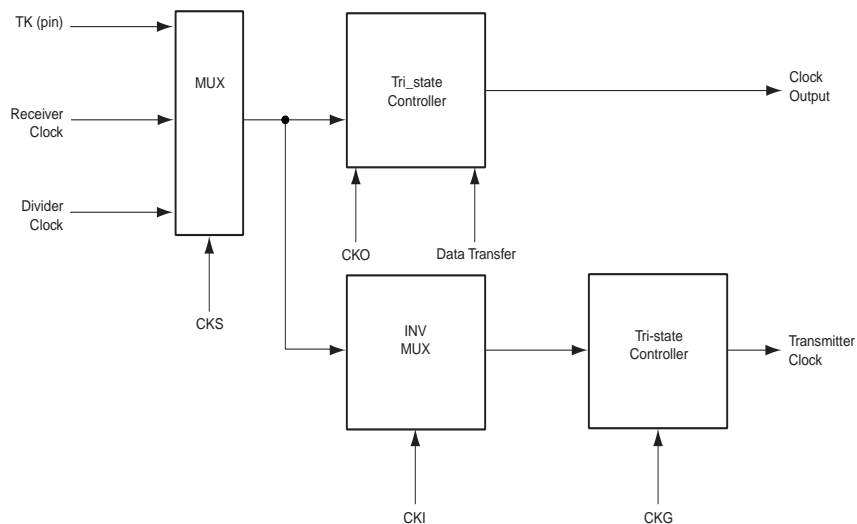 TK (pin)
MUX
Tri_state
Controller
Clock
Output
Receiver
Clock
Divider
Clock
CKO
Data Transfer
CKS
INV
MUX
Tri-state
Controller
Transmitter
Clock
CKI
CKG